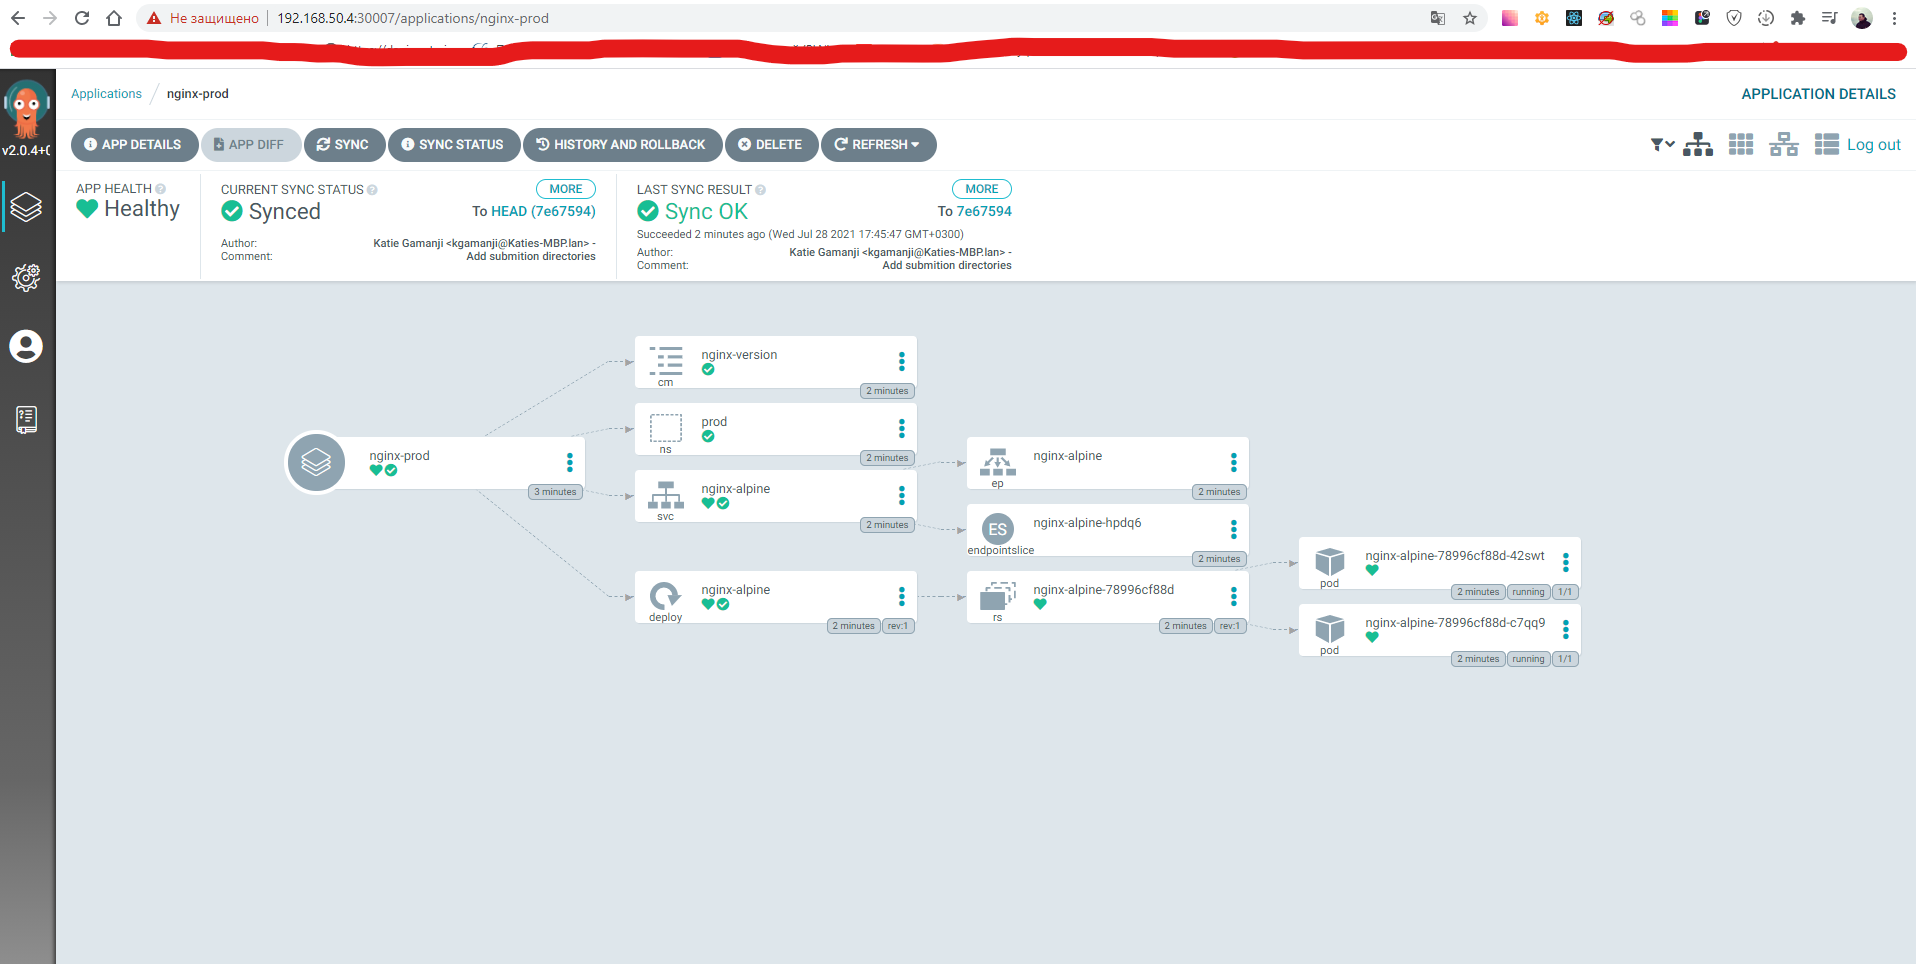 Не защищено 192.168.50.4:30007/applications/nginx-prod
Applications nginx-prod APPLICATION DETAILS
v2.0.4+0
APP DETAILS APP DIFF SYNC SYNC STATUS HISTORY AND ROLLBACK DELETE REFRESH Log out
APP HEALTH
Healthy
CURRENT SYNC STATUS MORE
Synced To HEAD (7e67594)
Author: Katie Gamanji <kgamanji@Katies-MBP.lan> -
Comment: Add submition directories
LAST SYNC RESULT MORE
Sync OK To 7e67594
Succeeded 2 minutes ago (Wed Jul 28 2021 17:45:47 GMT+0300)
Author: Katie Gamanji <kgamanji@Katies-MBP.lan> -
Comment: Add submition directories
nginx-prod
3 minutes
nginx-version
cm
2 minutes
prod
ns
2 minutes
nginx-alpine
svc
2 minutes
nginx-alpine
deploy
2 minutes rev:1
nginx-alpine
ep
2 minutes
ES nginx-alpine-hpdq6
endpointslice
2 minutes
nginx-alpine-78996cf88d
rs
2 minutes rev:1
nginx-alpine-78996cf88d-42swt
pod
2 minutes running 1/1
nginx-alpine-78996cf88d-c7qq9
pod
2 minutes running 1/1